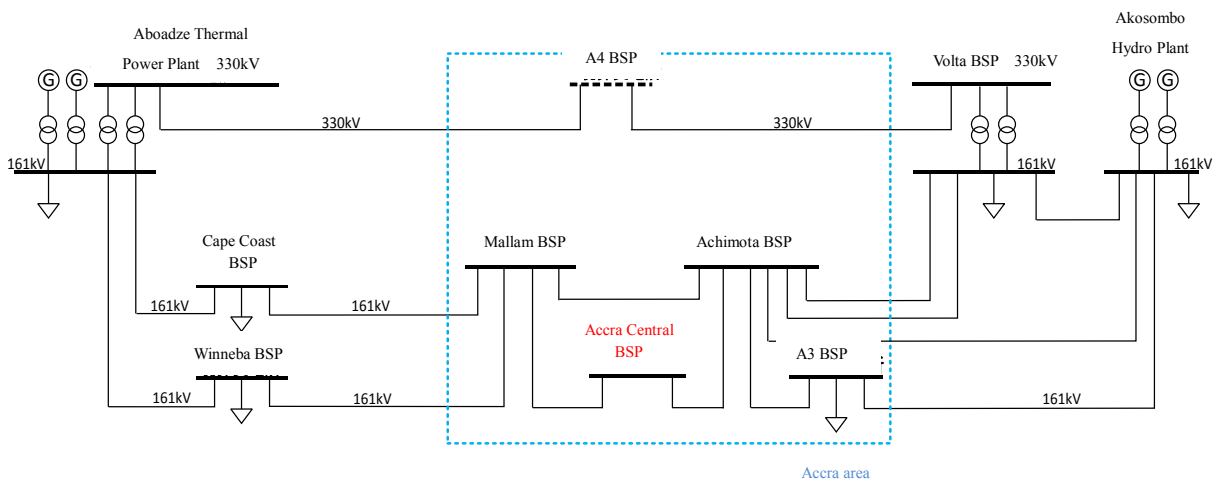 Aboadze Thermal
Power Plant 330kV
A4 BSP
Volta BSP 330kV
Akosombo
Hydro Plant
G G
G G
330kV
330kV
161kV
161kV
161kV
Cape Coast
BSP
Mallam BSP
Achimota BSP
161kV
161kV
Accra Central
BSP
Winneba BSP
A3 BSP
161kV
161kV
161kV
Accra area